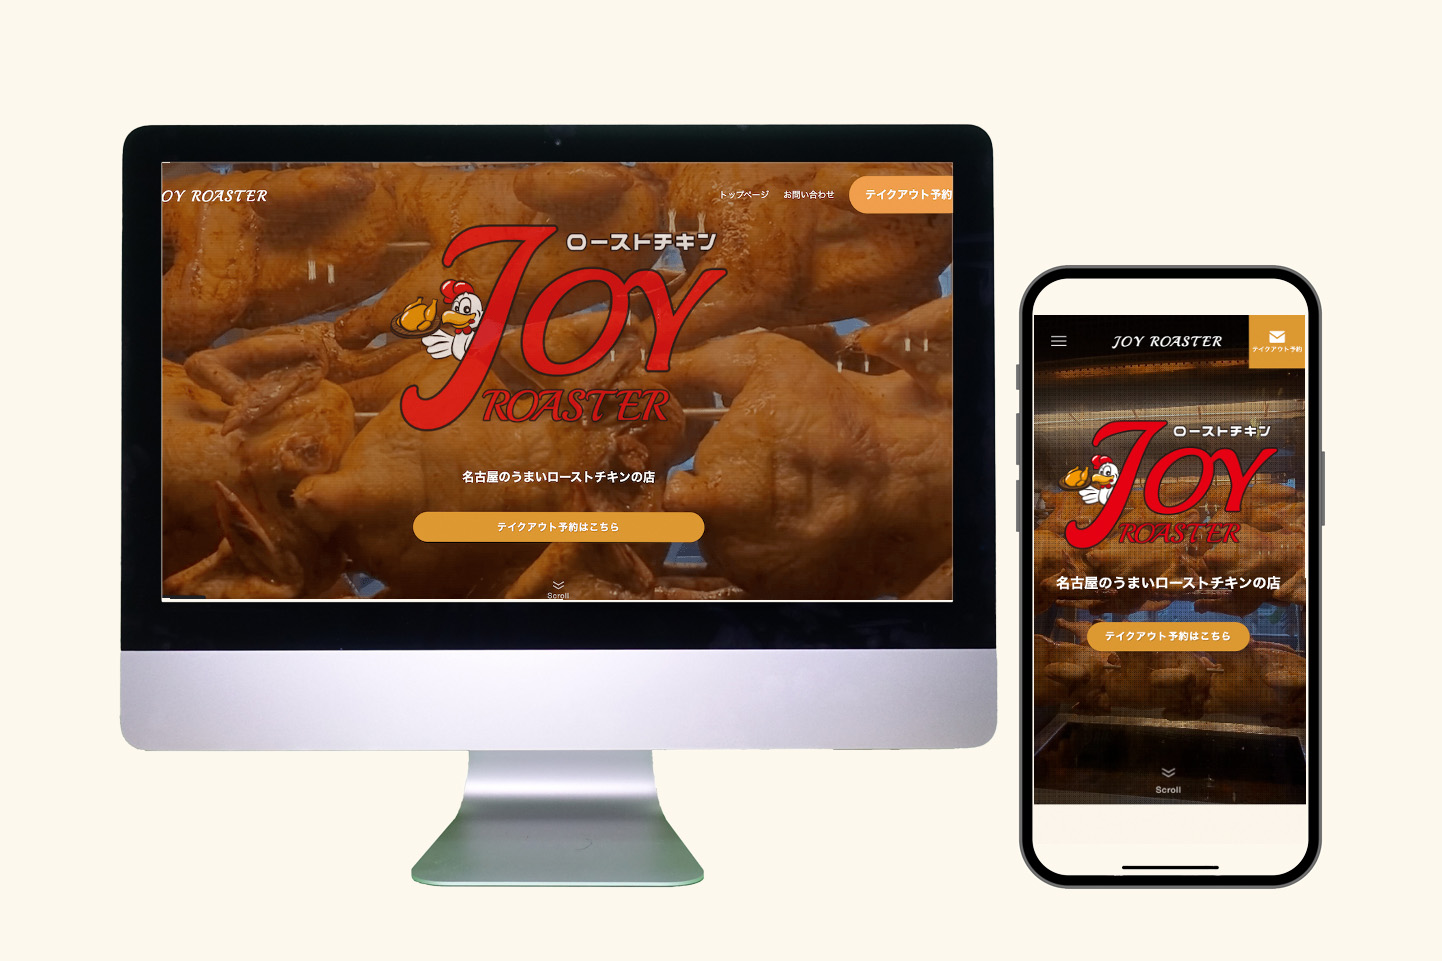 OY ROASTER
トップページ
お問い合わせ
テイクアウト予約
ローストチキン
JOY
ROASTER
名古屋のうまいローストチキンの店
テイクアウト予約はこちら
Scroll
JOY ROASTER
テイクアウト予約
ローストチキン
JOY
ROASTER
名古屋のうまいローストチキンの店
テイクアウト予約はこちら
Scroll